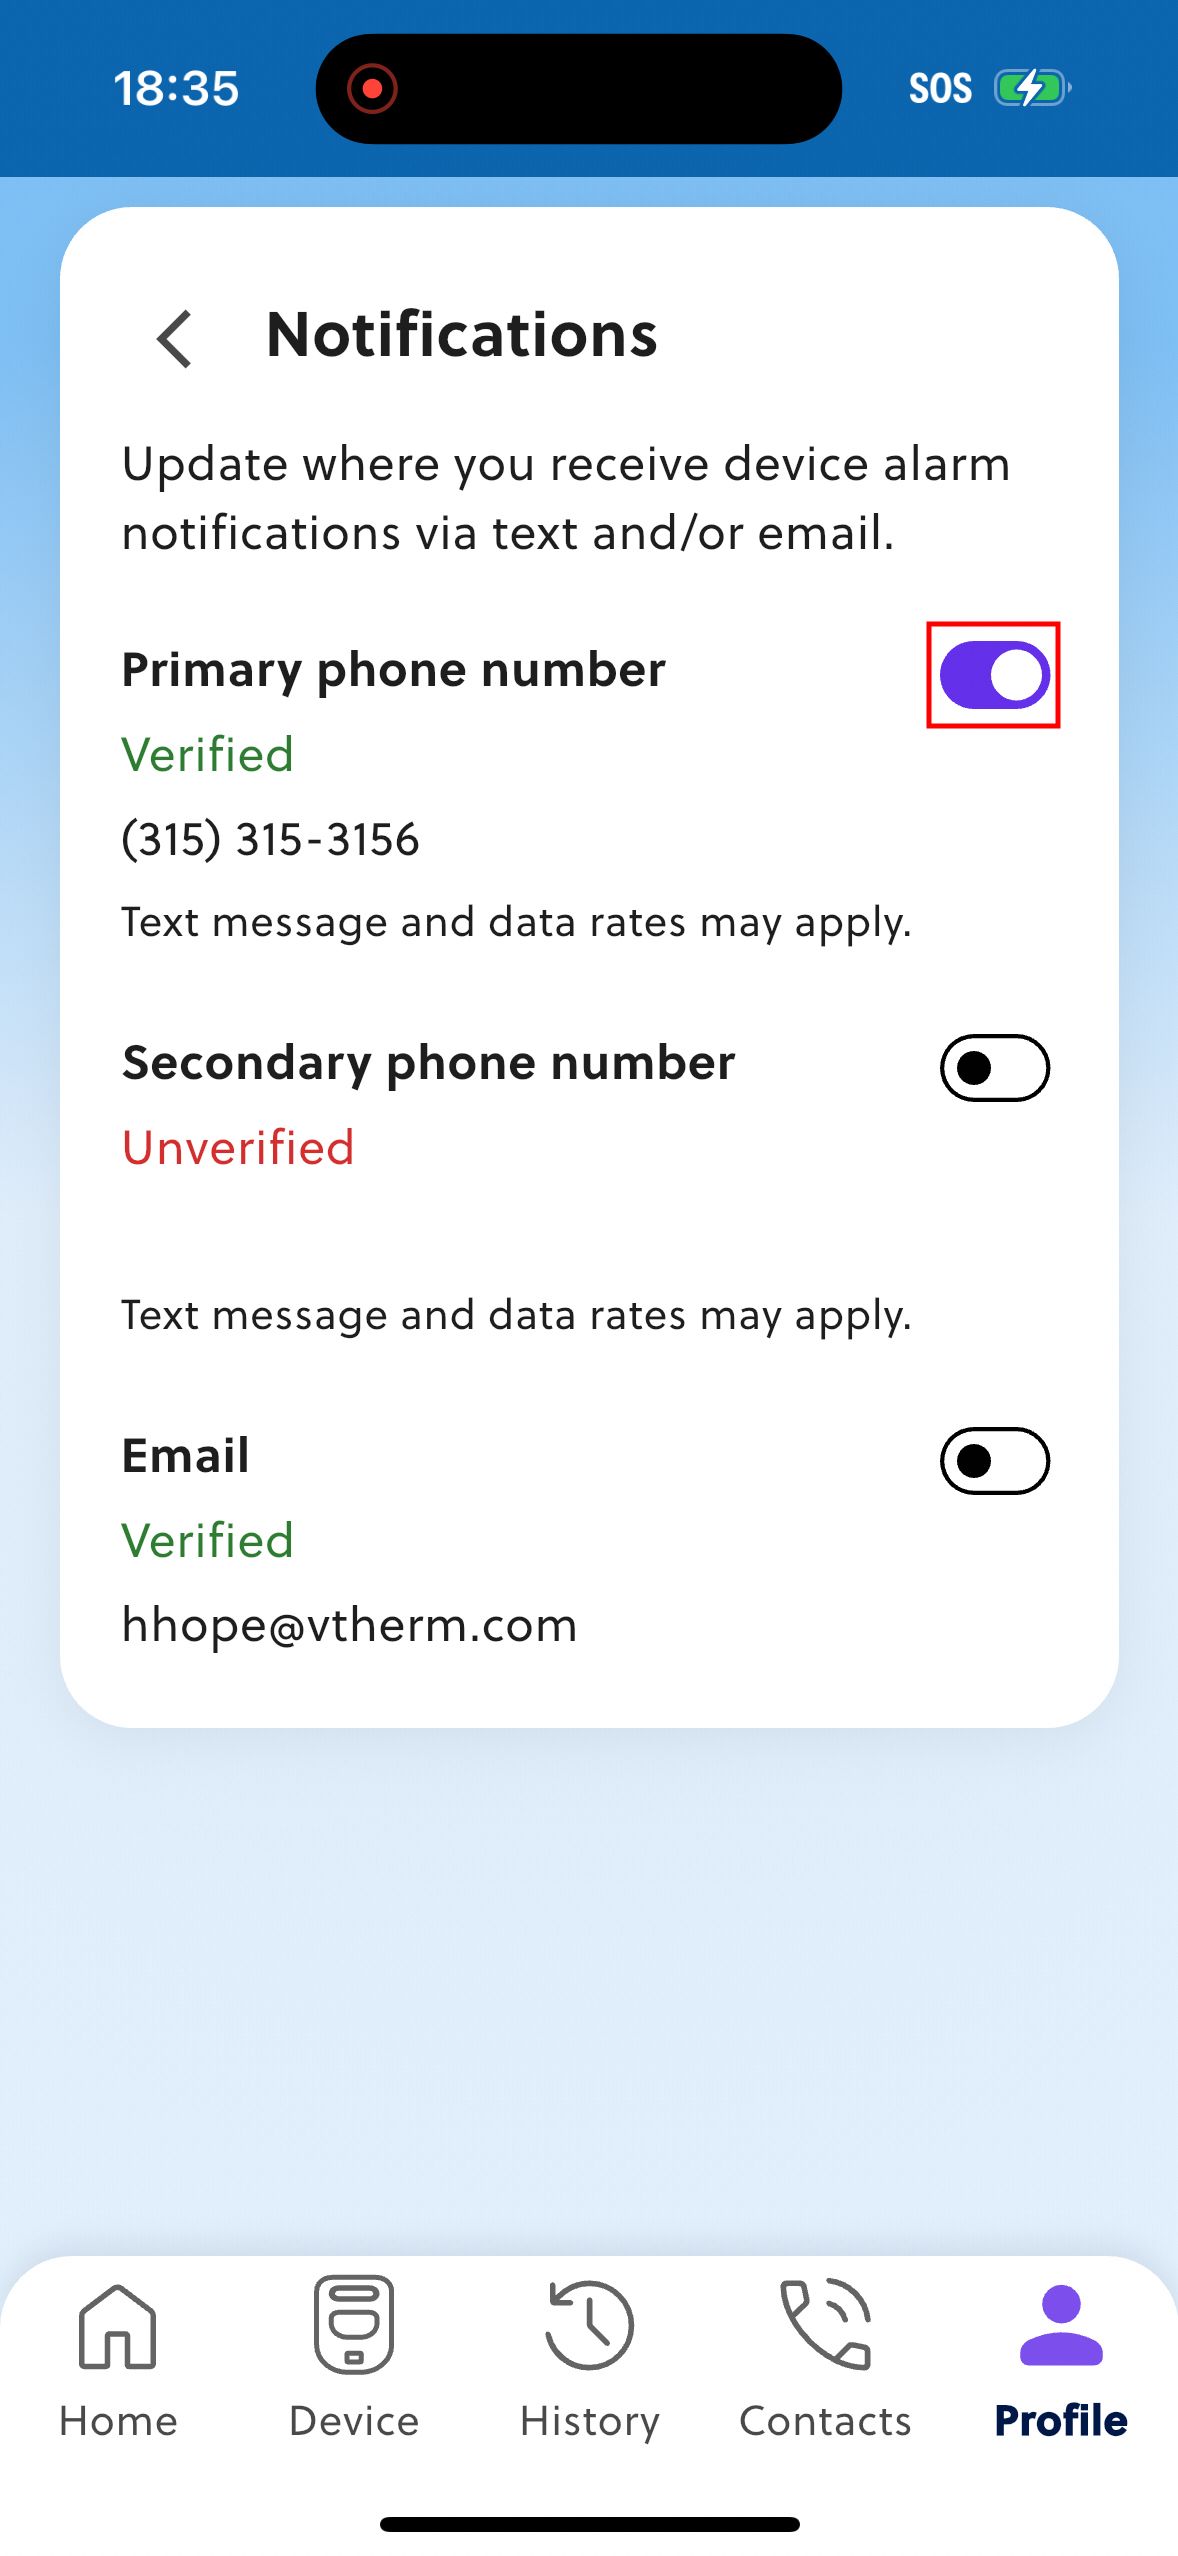 18:35
SOS
Notifications
Update where you receive device alarm
notifications via text and/or email.
Primary phone number
Verified
(315) 315-3156
Text message and data rates may apply.
Secondary phone number
Unverified
Text message and data rates may apply.
Email
Verified
hhope@vtherm.com
Home
Device
History
Contacts
Profile